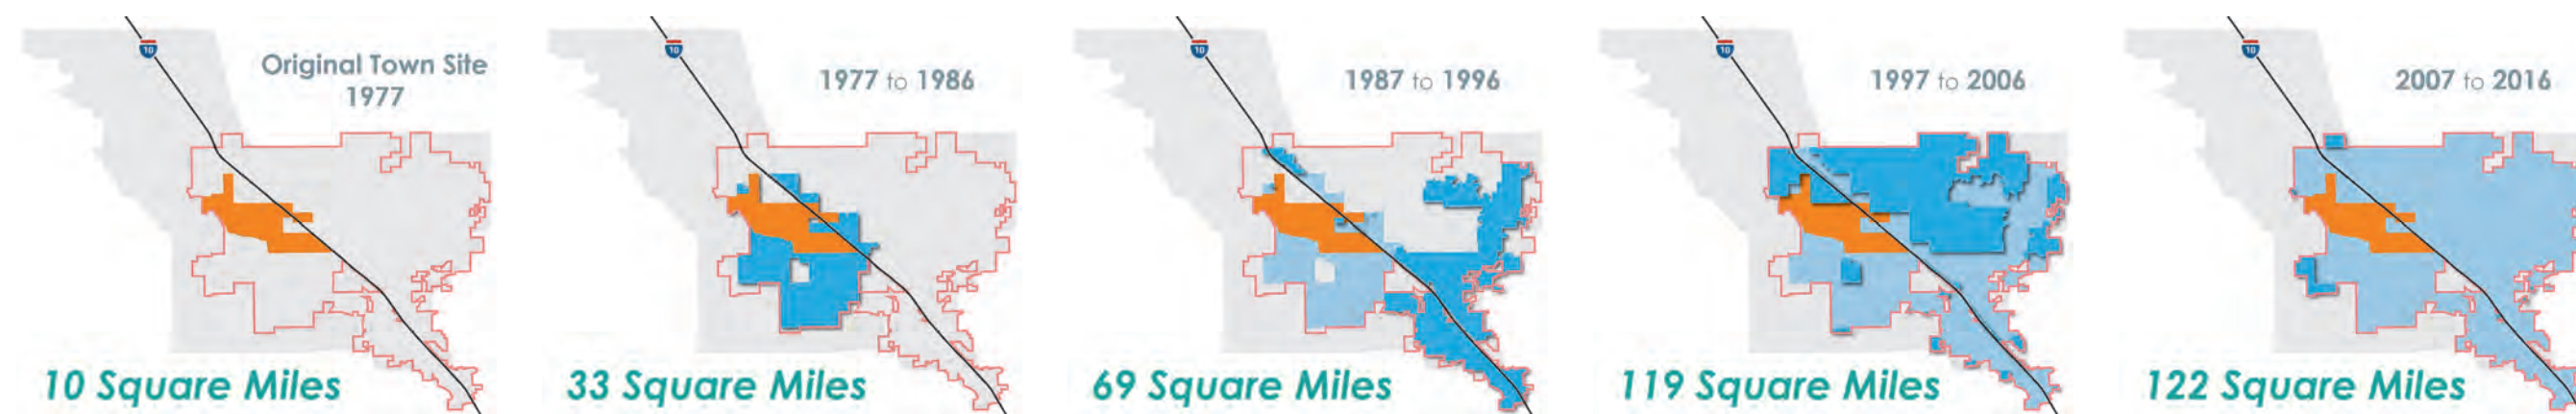 10
Original Town Site
1977
10 Square Miles
10
1977 to 1986
33 Square Miles
10
1987 to 1996
69 Square Miles
10
1997 to 2006
119 Square Miles
10
2007 to 2016
122 Square Miles